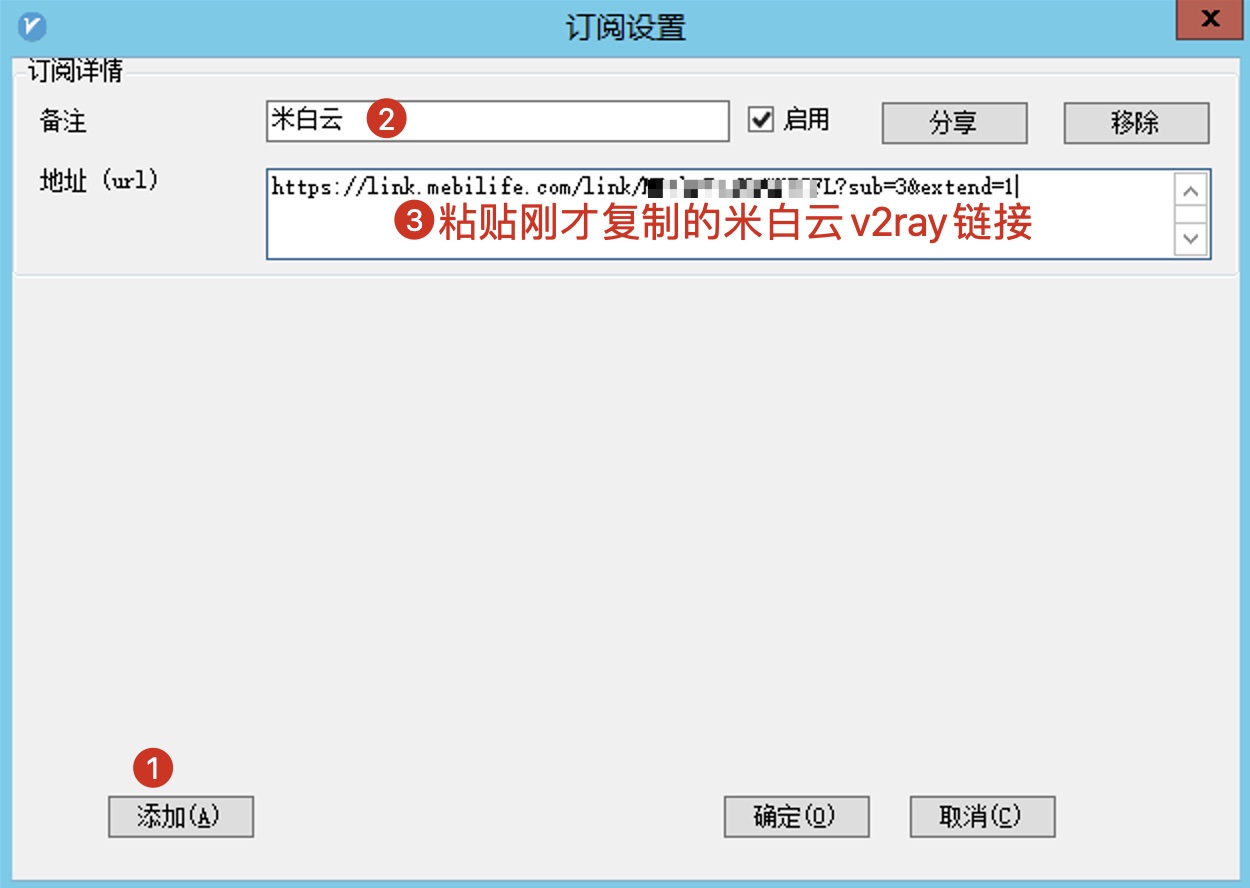 订阅设置
订阅详情
备注 米白云 2 启用 分享 移除
地址（url） https://link.mebilife.com/link/ L?sub=3&extend=1
3 粘贴刚才复制的米白云 v2ray 链接
1
添加(A) 确定(O) 取消(C)